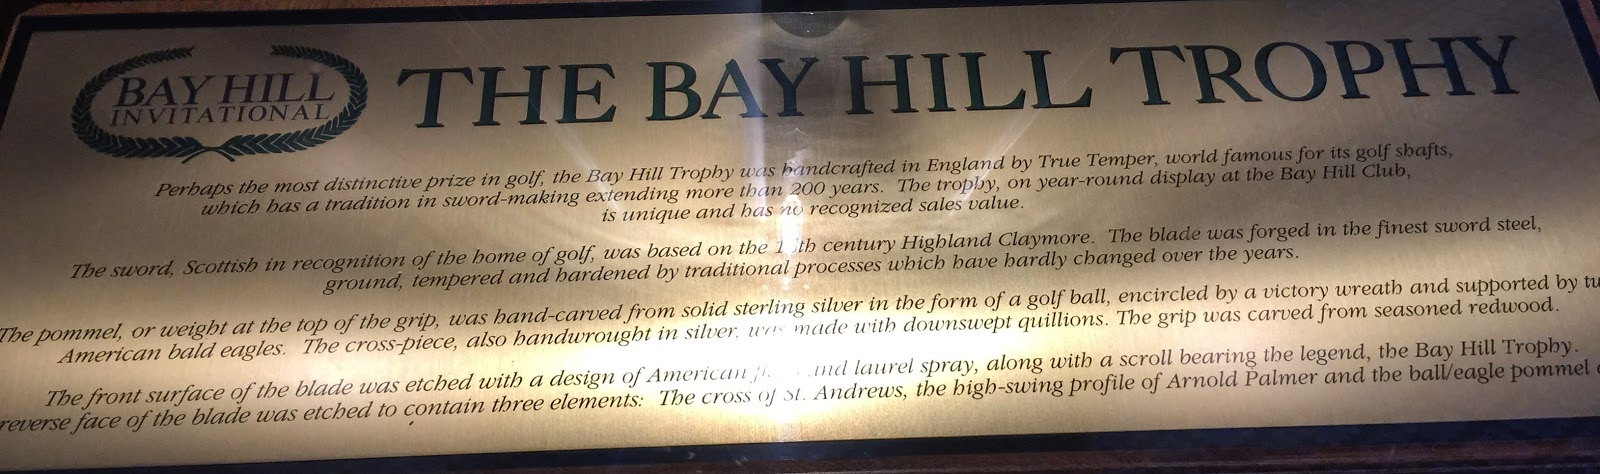 BAY HILL
INVITATIONAL
THE BAY HILL TROPHY
Perhaps the most distinctive prize in golf, the Bay Hill Trophy was handcrafted in England by True Temper, world famous for its golf shafts,
which has a tradition in sword-making extending more than 200 years. The trophy, on year-round display at the Bay Hill Club,
is unique and has no recognized sales value.
The sword, Scottish in recognition of the home of golf, was based on the century Highland Claymore. The blade was forged in the finest sword steel,
ground, tempered and hardened by traditional processes which have hardly changed over the years.
The pommel, or weight at the top of the grip, was hand-carved from solid sterling silver in the form of a golf ball, encircled by a victory wreath and supported by
American bald eagles. The cross-piece, also handwrought in silver, was made with downswept quillions. The grip was carved from seasoned redwood.
The front surface of the blade was etched with a design of American and laurel spray, along with a scroll bearing the legend, the Bay Hill Trophy.
reverse face of the blade was etched to contain three elements: The cross of St. Andrews, the high-swing profile of Arnold Palmer and the ball/eagle pommel